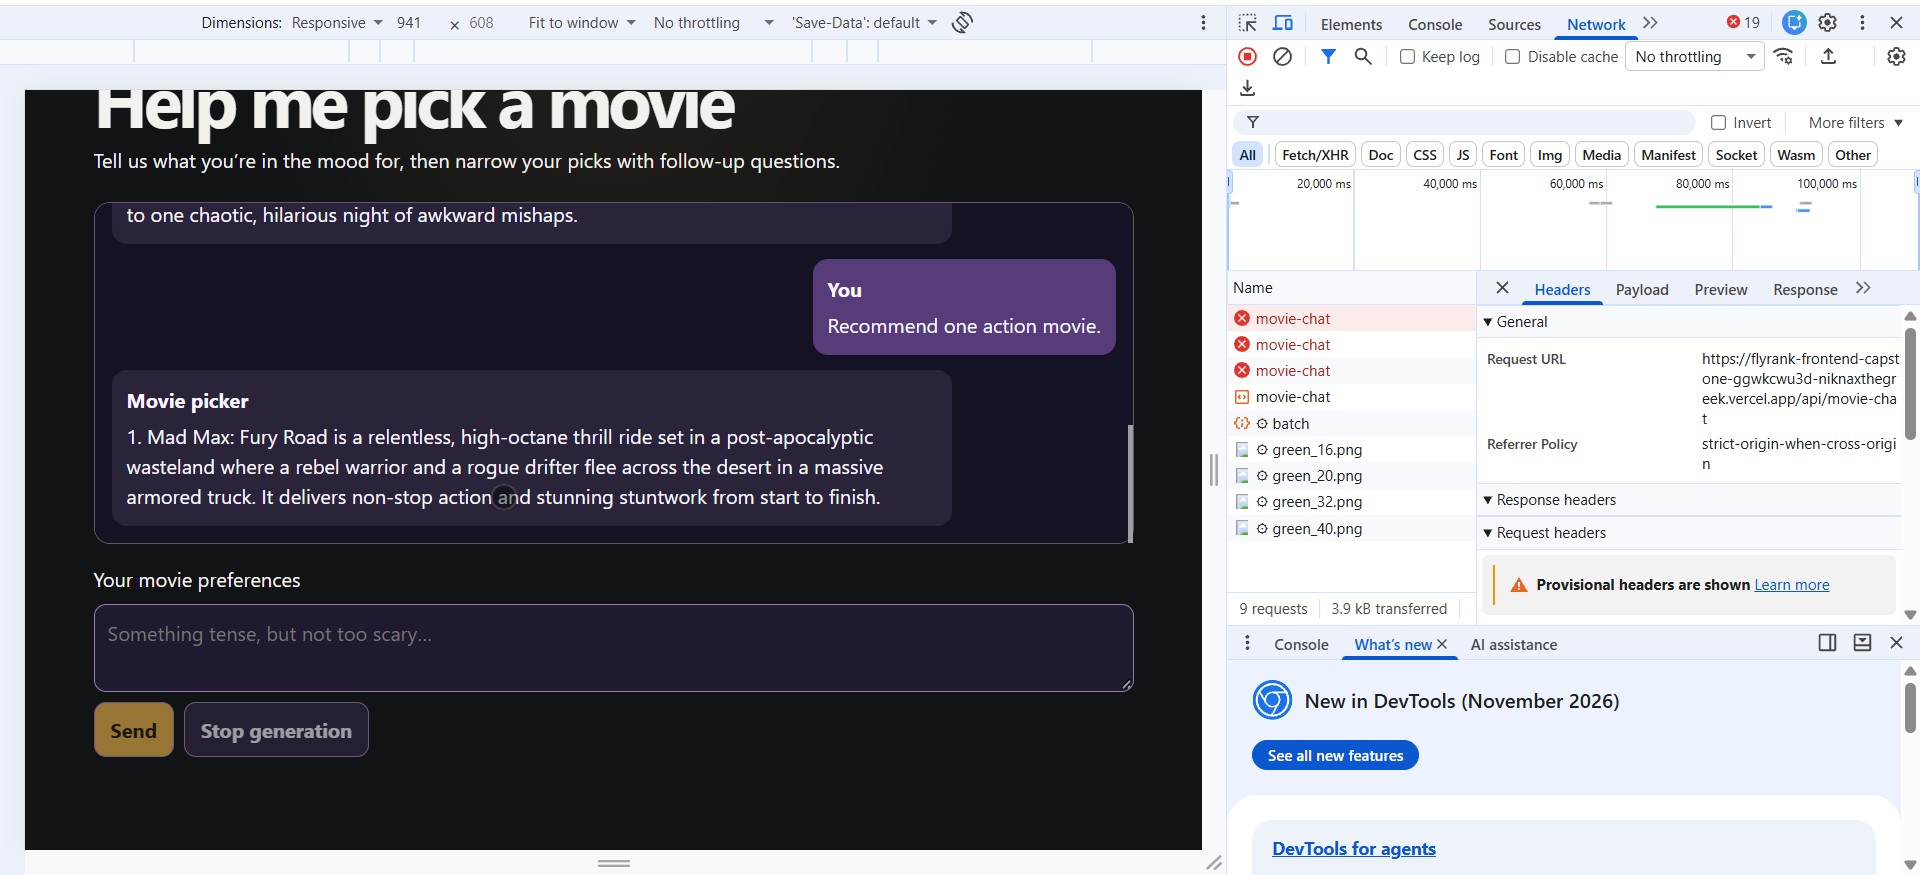 Dimensions: Responsive 941 × 608 Fit to window No throttling 'Save-Data': default
Help me pick a movie
Tell us what you're in the mood for, then narrow your picks with follow-up questions.
to one chaotic, hilarious night of awkward mishaps.
You
Recommend one action movie.
Movie picker
1. Mad Max: Fury Road is a relentless, high-octane thrill ride set in a post-apocalyptic
wasteland where a rebel warrior and a rogue drifter flee across the desert in a massive
armored truck. It delivers non-stop action and stunning stuntwork from start to finish.
Your movie preferences
Something tense, but not too scary...
Send Stop generation
Elements Console Sources Network 19
Keep log Disable cache No throttling
Invert More filters
All Fetch/XHR Doc CSS JS Font Img Media Manifest Socket Wasm Other
20,000 ms 40,000 ms 60,000 ms 80,000 ms 100,000 ms
Name
movie-chat
movie-chat
movie-chat
movie-chat
batch
green_16.png
green_20.png
green_32.png
green_40.png
9 requests 3.9 kB transferred
Headers Payload Preview Response
General
Request URL
https://flyrank-frontend-capst
one-ggwkcwu3d-niknaxthegr
eek.vercel.app/api/movie-cha
t
Referrer Policy
strict-origin-when-cross-origi
n
Response headers
Request headers
Provisional headers are shown Learn more
Console What's new AI assistance
New in DevTools (November 2026)
See all new features
DevTools for agents